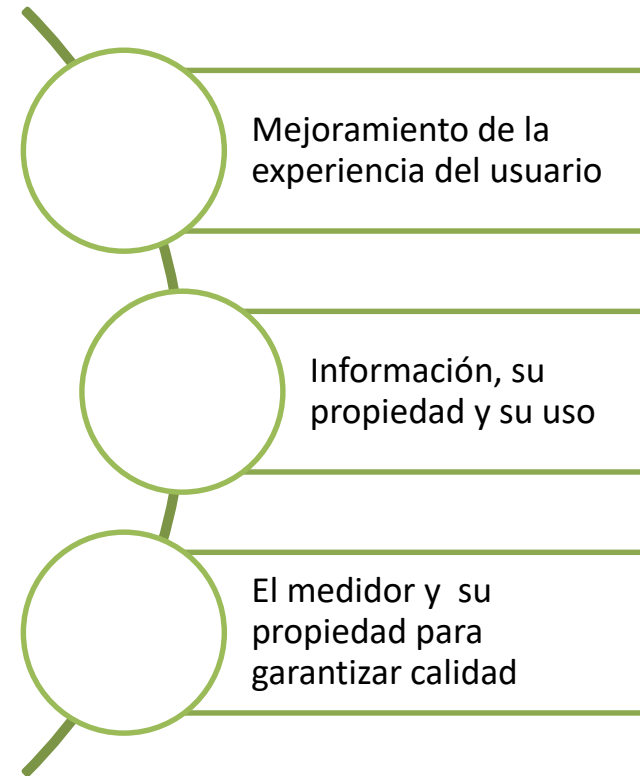 Mejoramiento de la
experiencia del usuario
Información, su
propiedad y su uso
El medidor y  su
propiedad para
garantizar calidad